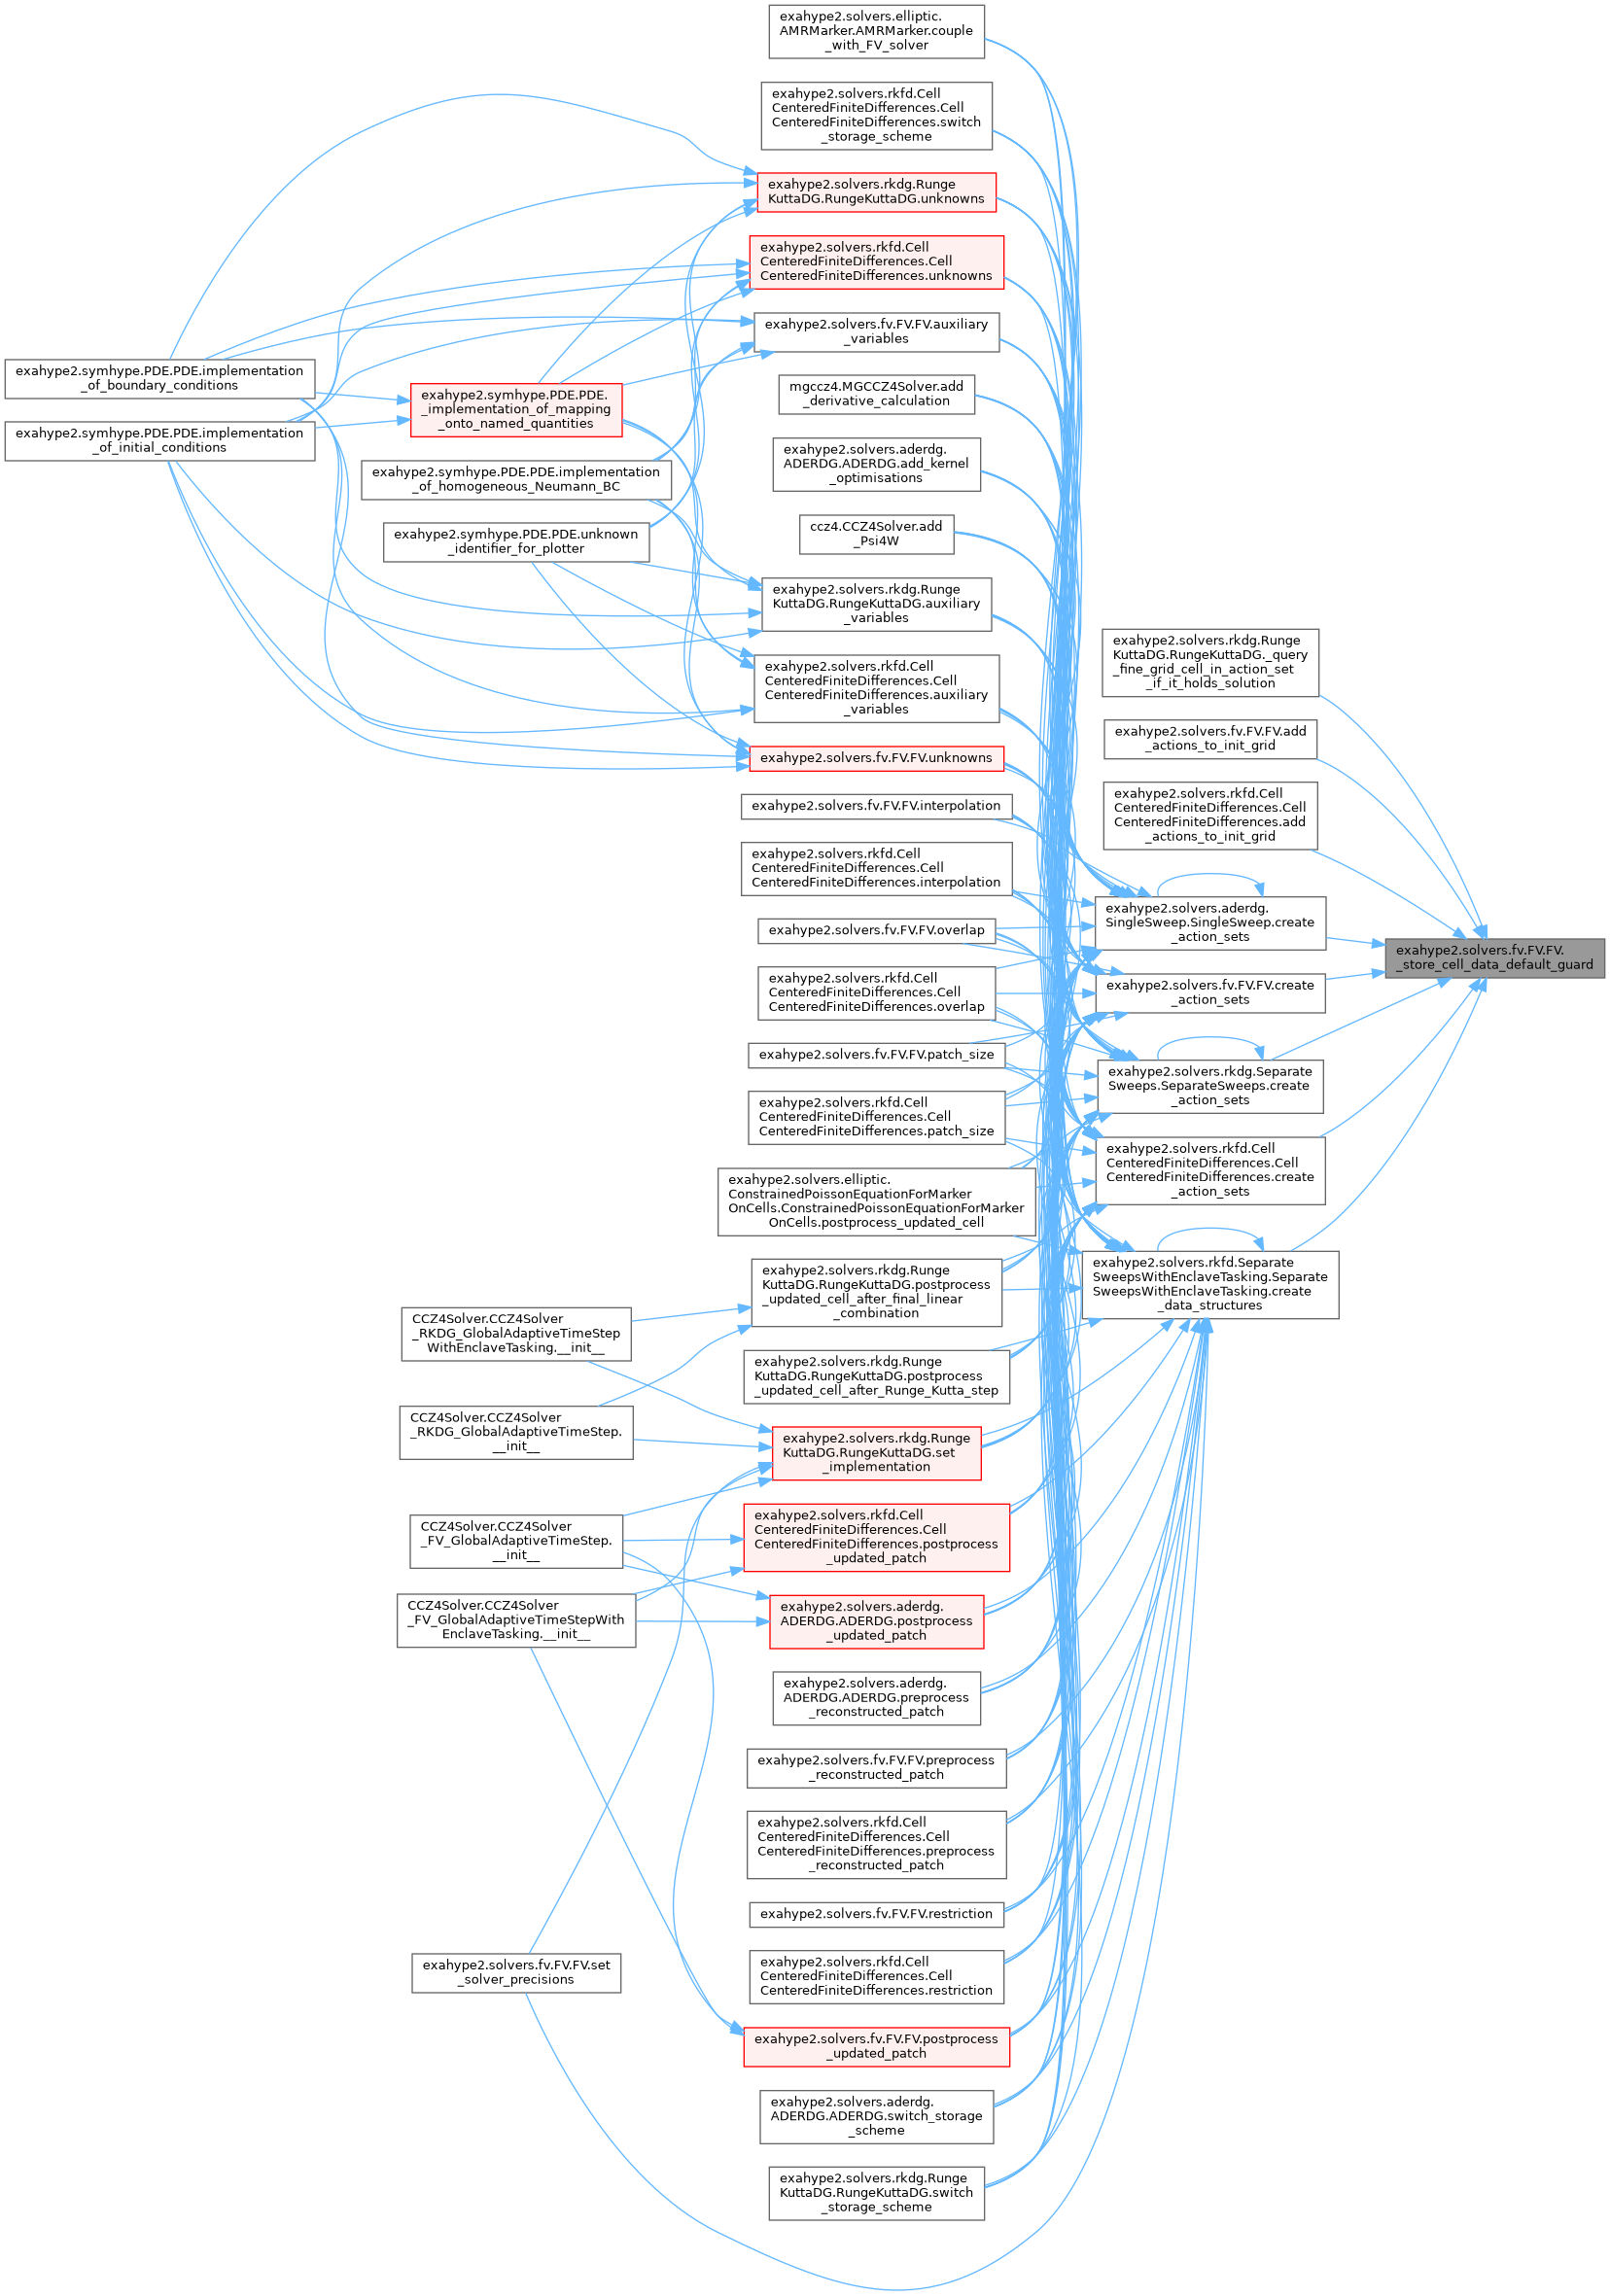 exahype2.solvers.elliptic.
AMRMarker.AMRMarker.couple
_with_FV_solver
exahype2.solvers.rkfd.Cell
CenteredFiniteDifferences.Cell
CenteredFiniteDifferences.switch
_storage_scheme
exahype2.solvers.rkdg.Runge
KuttaDG.RungeKuttaDG.unknowns
exahype2.solvers.rkfd.Cell
CenteredFiniteDifferences.Cell
CenteredFiniteDifferences.unknowns
exahype2.solvers.fv.FV.FV.auxiliary
_variables
exahype2.symhype.PDE.PDE.implementation
_of_boundary_conditions
mgccz4.MGCCZ4Solver.add
_derivative_calculation
exahype2.symhype.PDE.PDE.
_implementation_of_mapping
_onto_named_quantities
exahype2.symhype.PDE.PDE.implementation
_of_initial_conditions
exahype2.solvers.aderdg.
ADERDG.ADERDG.add_kernel
_optimisations
exahype2.symhype.PDE.PDE.implementation
_of_homogeneous_Neumann_BC
ccz4.CCZ4Solver.add
_Psi4W
exahype2.symhype.PDE.PDE.unknown
_identifier_for_plotter
exahype2.solvers.rkdg.Runge
KuttaDG.RungeKuttaDG.auxiliary
_variables
exahype2.solvers.rkdg.Runge
KuttaDG.RungeKuttaDG._query
_fine_grid_cell_in_action_set
_if_it_holds_solution
exahype2.solvers.rkfd.Cell
CenteredFiniteDifferences.Cell
CenteredFiniteDifferences.auxiliary
_variables
exahype2.solvers.fv.FV.FV.add
_actions_to_init_grid
exahype2.solvers.fv.FV.FV.unknowns
exahype2.solvers.fv.FV.FV.interpolation
exahype2.solvers.rkfd.Cell
CenteredFiniteDifferences.Cell
CenteredFiniteDifferences.add
_actions_to_init_grid
exahype2.solvers.rkfd.Cell
CenteredFiniteDifferences.Cell
CenteredFiniteDifferences.interpolation
exahype2.solvers.fv.FV.FV.overlap
exahype2.solvers.aderdg.
SingleSweep.SingleSweep.create
_action_sets
exahype2.solvers.fv.FV.FV.
_store_cell_data_default_guard
exahype2.solvers.rkfd.Cell
CenteredFiniteDifferences.Cell
CenteredFiniteDifferences.overlap
exahype2.solvers.fv.FV.FV.create
_action_sets
exahype2.solvers.fv.FV.FV.patch_size
exahype2.solvers.rkdg.Separate
Sweeps.SeparateSweeps.create
_action_sets
exahype2.solvers.rkfd.Cell
CenteredFiniteDifferences.Cell
CenteredFiniteDifferences.patch_size
exahype2.solvers.rkfd.Cell
CenteredFiniteDifferences.Cell
CenteredFiniteDifferences.create
_action_sets
exahype2.solvers.elliptic.
ConstrainedPoissonEquationForMarker
OnCells.ConstrainedPoissonEquationForMarker
OnCells.postprocess_updated_cell
exahype2.solvers.rkfd.Separate
SweepsWithEnclaveTasking.Separate
SweepsWithEnclaveTasking.create
_data_structures
exahype2.solvers.rkdg.Runge
KuttaDG.RungeKuttaDG.postprocess
_updated_cell_after_final_linear
_combination
CCZ4Solver.CCZ4Solver
_RKDG_GlobalAdaptiveTimeStep
WithEnclaveTasking.__init__
exahype2.solvers.rkdg.Runge
KuttaDG.RungeKuttaDG.postprocess
_updated_cell_after_Runge_Kutta_step
CCZ4Solver.CCZ4Solver
_RKDG_GlobalAdaptiveTimeStep.
__init__
exahype2.solvers.rkdg.Runge
KuttaDG.RungeKuttaDG.set
_implementation
exahype2.solvers.rkfd.Cell
CenteredFiniteDifferences.Cell
CenteredFiniteDifferences.postprocess
_updated_patch
CCZ4Solver.CCZ4Solver
_FV_GlobalAdaptiveTimeStep.
__init__
CCZ4Solver.CCZ4Solver
_FV_GlobalAdaptiveTimeStepWith
EnclaveTasking.__init__
exahype2.solvers.aderdg.
ADERDG.ADERDG.postprocess
_updated_patch
exahype2.solvers.aderdg.
ADERDG.ADERDG.preprocess
_reconstructed_patch
exahype2.solvers.fv.FV.FV.preprocess
_reconstructed_patch
exahype2.solvers.rkfd.Cell
CenteredFiniteDifferences.Cell
CenteredFiniteDifferences.preprocess
_reconstructed_patch
exahype2.solvers.fv.FV.FV.restriction
exahype2.solvers.fv.FV.FV.set
_solver_precisions
exahype2.solvers.rkfd.Cell
CenteredFiniteDifferences.Cell
CenteredFiniteDifferences.restriction
exahype2.solvers.fv.FV.FV.postprocess
_updated_patch
exahype2.solvers.aderdg.
ADERDG.ADERDG.switch_storage
_scheme
exahype2.solvers.rkdg.Runge
KuttaDG.RungeKuttaDG.switch
_storage_scheme